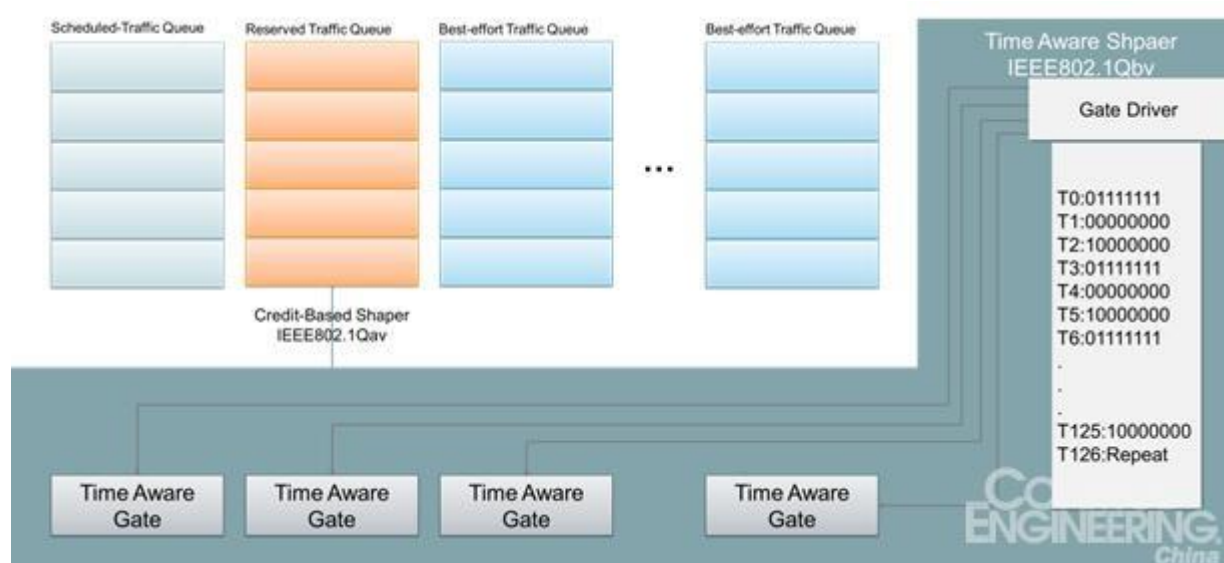 Scheduled-Traffic Queue
Reserved Traffic Queue
Best-effort Traffic Queue
Best-effort Traffic Queue
...
Time Aware Shpaer
IEEE802.1Qbv
Gate Driver
T0:01111111
T1:00000000
T2:10000000
T3:01111111
T4:00000000
T5:10000000
T6:01111111
.
.
.
T125:10000000
T126:Repeat
Credit-Based Shaper
IEEE802.1Qav
Time Aware
Gate
Time Aware
Gate
Time Aware
Gate
Time Aware
Gate
ENGINEERING.
China